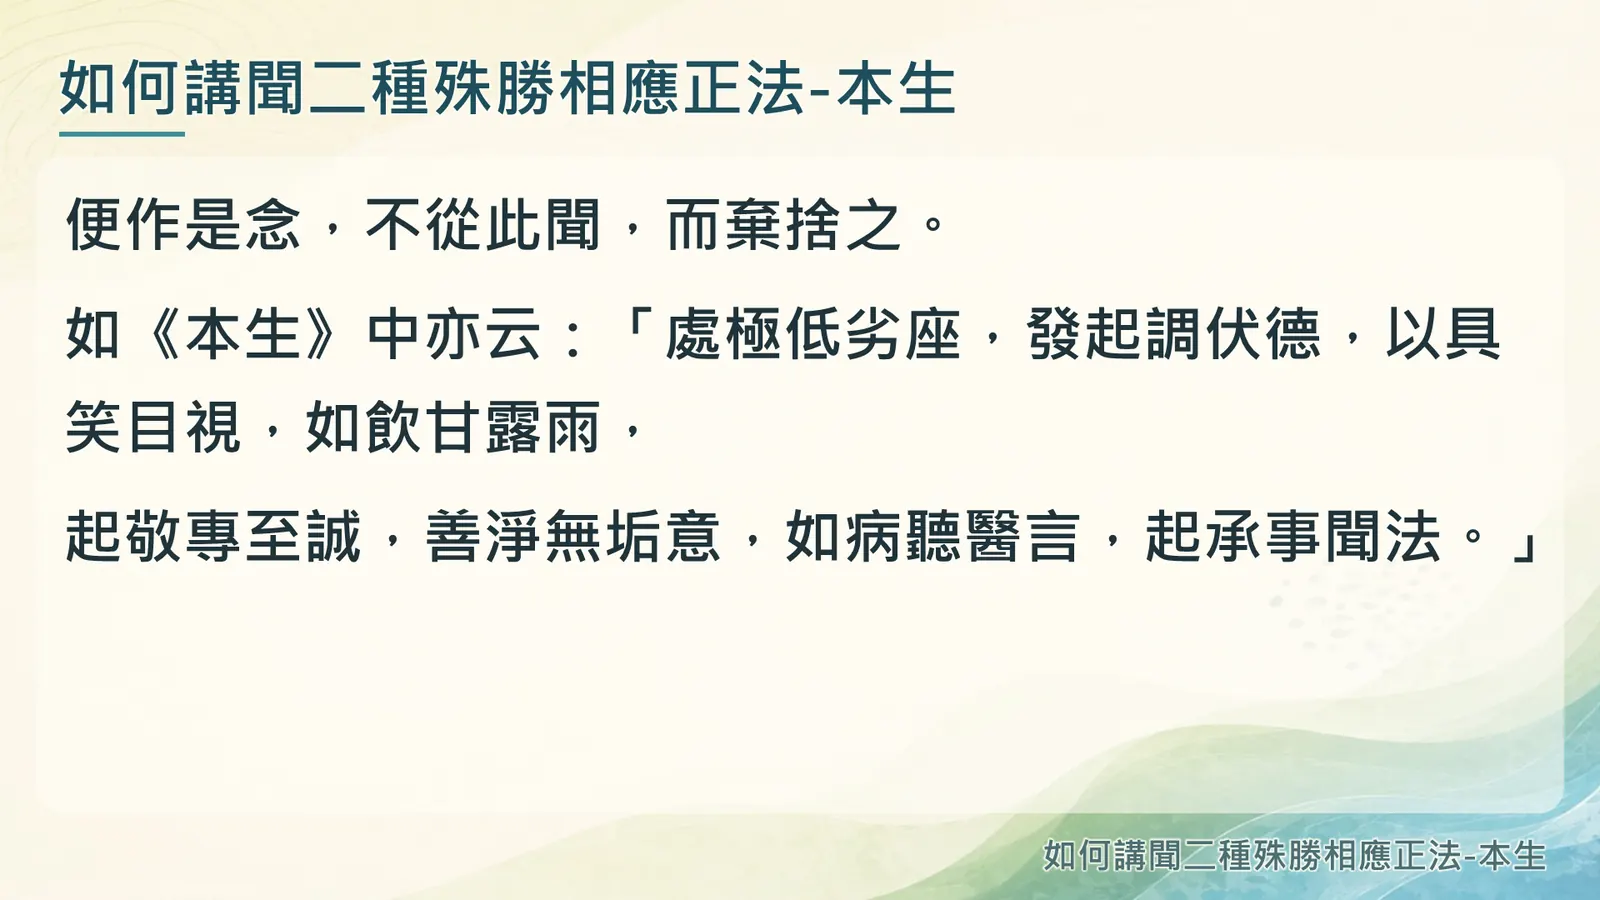 如何講聞二種殊勝相應正法-本生
便作是念，不從此聞，而棄捨之。
如《本生》中亦云：「處極低劣座，發起調伏德，以具
笑目視，如飲甘露雨，
起敬專至誠，善淨無垢意，如病聽醫言，起承事聞法。」
如何講聞二種殊勝相應正法-本生